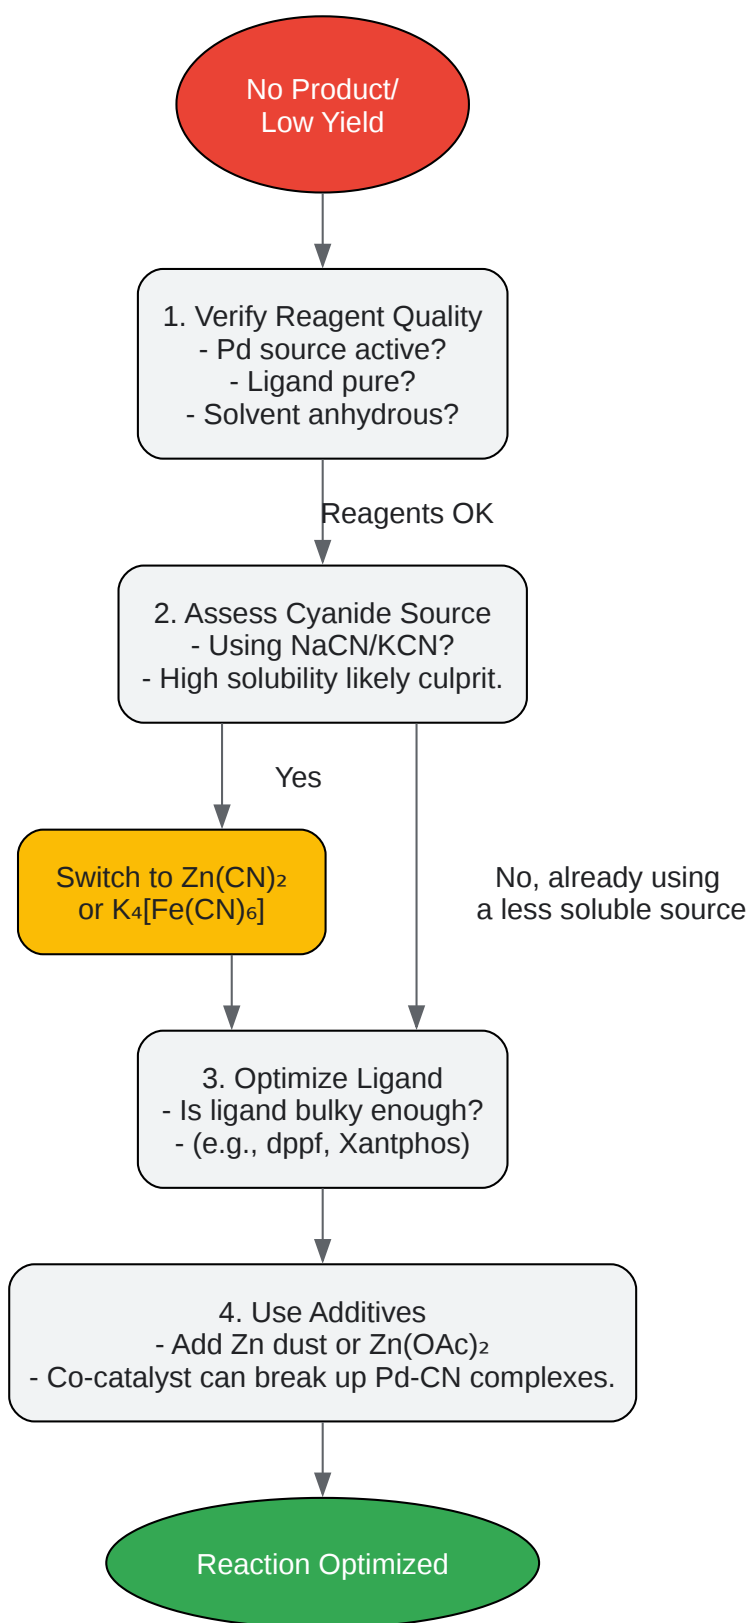 No Product/
Low Yield
1. Verify Reagent Quality
- Pd source active?
- Ligand pure?
- Solvent anhydrous?
Reagents OK
2. Assess Cyanide Source
- Using NaCN/KCN?
- High solubility likely culprit.
Yes
Switch to Zn(CN)₂
or K₄[Fe(CN)₆]
No, already using
a less soluble source
3. Optimize Ligand
- Is ligand bulky enough?
- (e.g., dppf, Xantphos)
4. Use Additives
- Add Zn dust or Zn(OAc)₂
- Co-catalyst can break up Pd-CN complexes.
Reaction Optimized